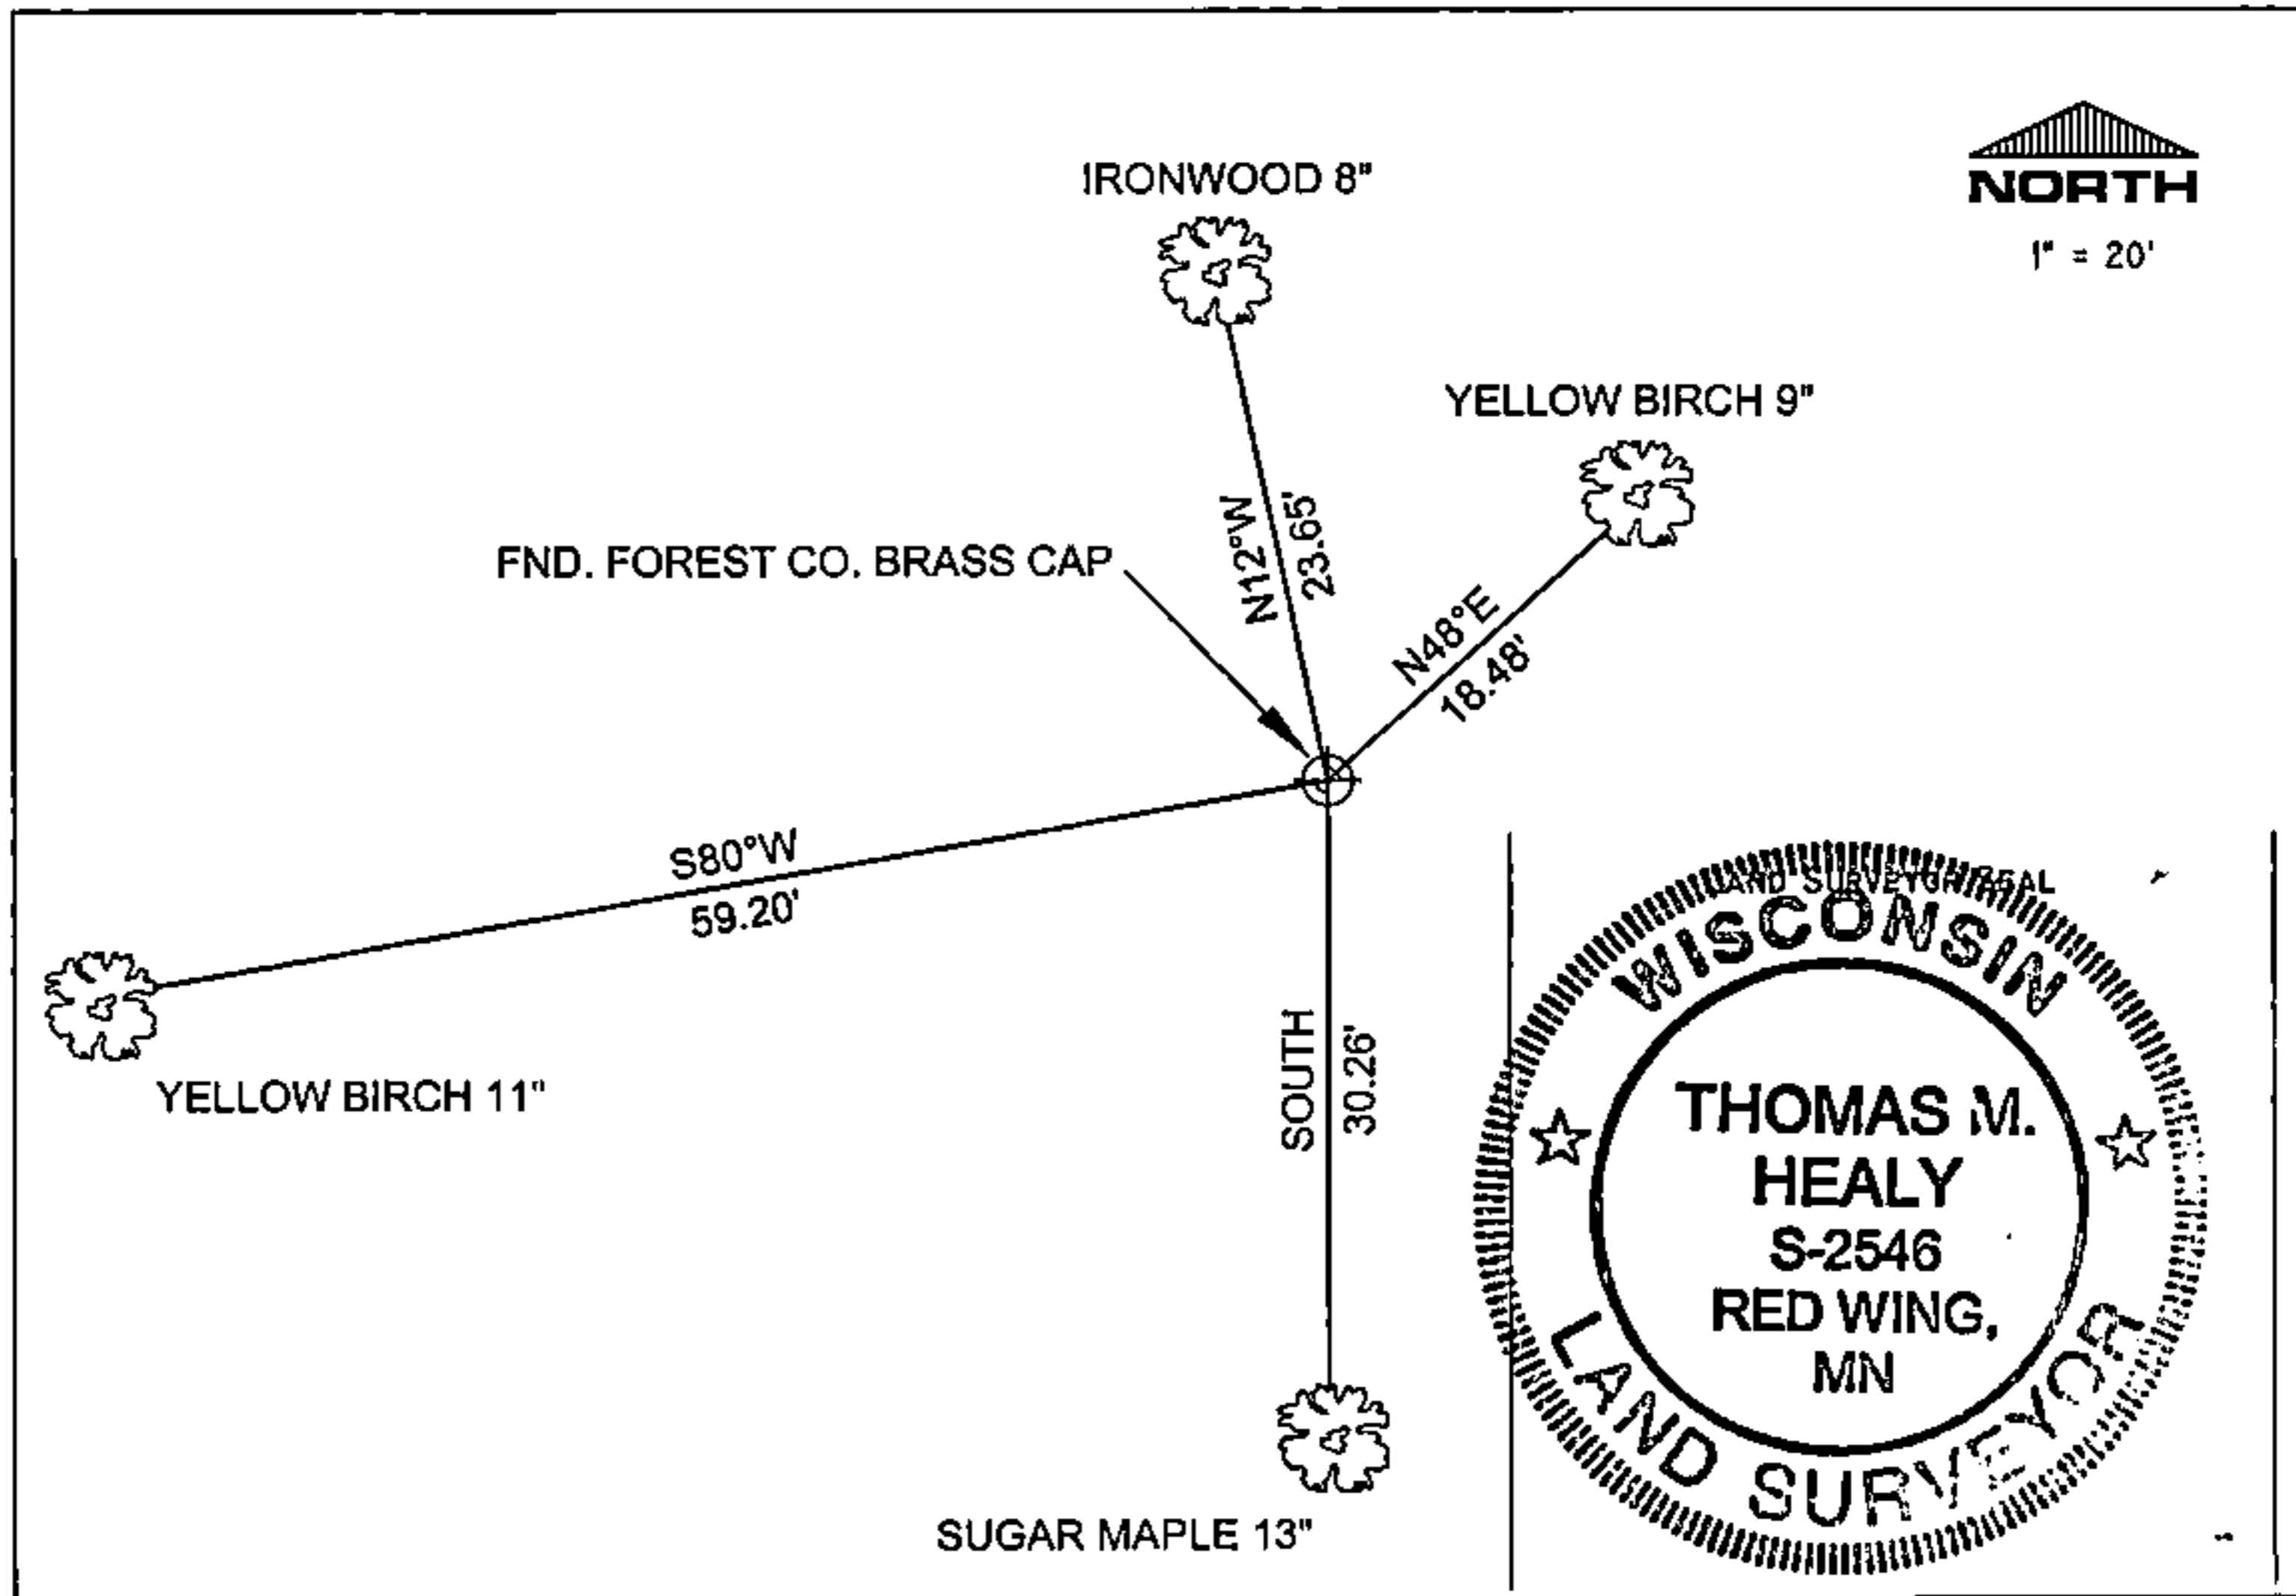 IRONWOOD 8"
NORTH
1" = 20'
YELLOW BIRCH 9"
FND. FOREST CO. BRASS CAP
N12°W
23.65'
N48°E
18.48'
S80°W
59.20'
YELLOW BIRCH 11"
SOUTH
30.26'
SUGAR MAPLE 13"
LAND SURVEYOR SEAL
WISCONSIN
THOMAS M.
HEALY
S-2546
RED WING,
MN
LAND SURVEYOR